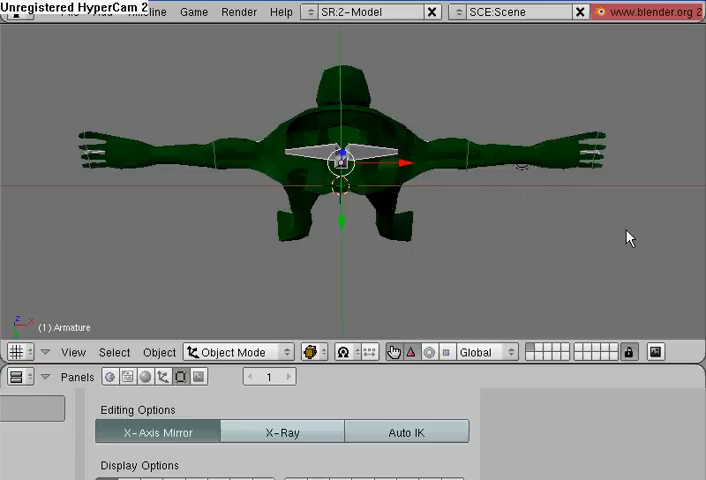 Unregistered HyperCam 2
Timeline Game Render Help SR:2-Model SCE:Scene www.blender.org 2
z x
(1) Armature
View Select Object Object Mode Global
Panels 1
Editing Options
X-Axis Mirror X-Ray Auto IK
Display Options